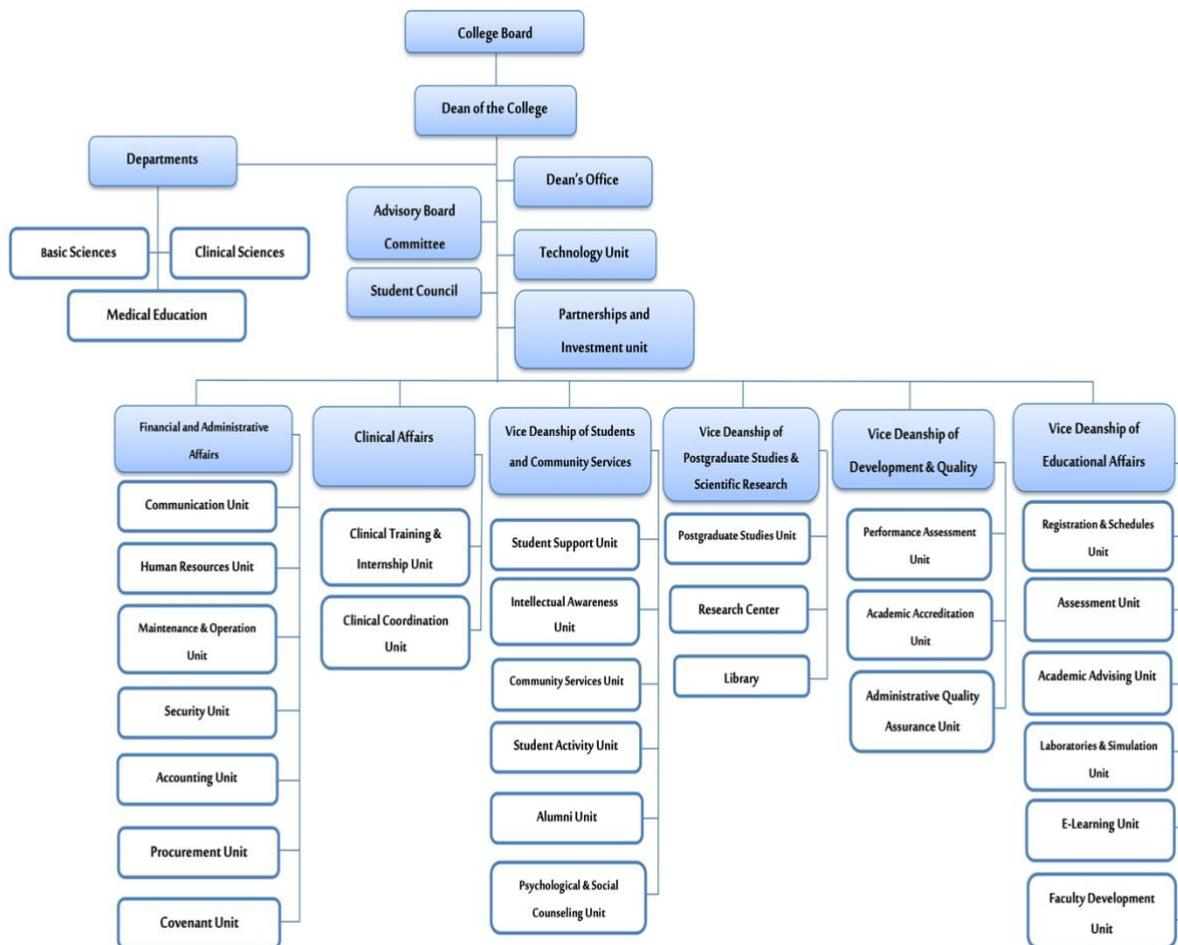 College Board
Dean of the College
Departments
Basic Sciences
Clinical Sciences
Medical Education
Dean's Office
Advisory Board
Committee
Technology Unit
Student Council
Partnerships and
Investment unit
Financial and Administrative
Affairs
Communication Unit
Human Resources Unit
Maintenance & Operation
Unit
Security Unit
Accounting Unit
Procurement Unit
Covenant Unit
Clinical Affairs
Clinical Training &
Internship Unit
Clinical Coordination
Unit
Vice Deanship of Students
and Community Services
Student Support Unit
Intellectual Awareness
Unit
Community Services Unit
Student Activity Unit
Alumni Unit
Psychological & Social
Counseling Unit
Vice Deanship of
Postgraduate Studies &
Scientific Research
Postgraduate Studies Unit
Research Center
Library
Vice Deanship of
Development & Quality
Performance Assessment
Unit
Academic Accreditation
Unit
Administrative Quality
Assurance Unit
Vice Deanship of
Educational Affairs
Registration & Schedules
Unit
Assessment Unit
Academic Advising Unit
Laboratories & Simulation
Unit
E-Learning Unit
Faculty Development
Unit